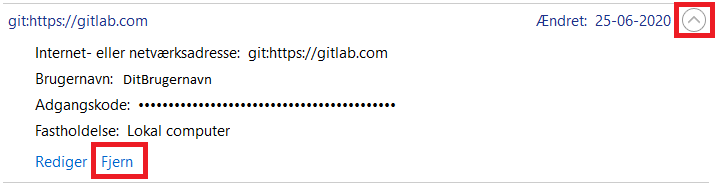 git:https://gitlab.com Ændret: 25-06-2020
Internet- eller netværksadresse: git:https://gitlab.com
Brugernavn: DitBrugernavn
Adgangskode: ••••••••••••••••••••••••••••••••••••••••••••
Fastholdelse: Lokal computer
Rediger Fjern